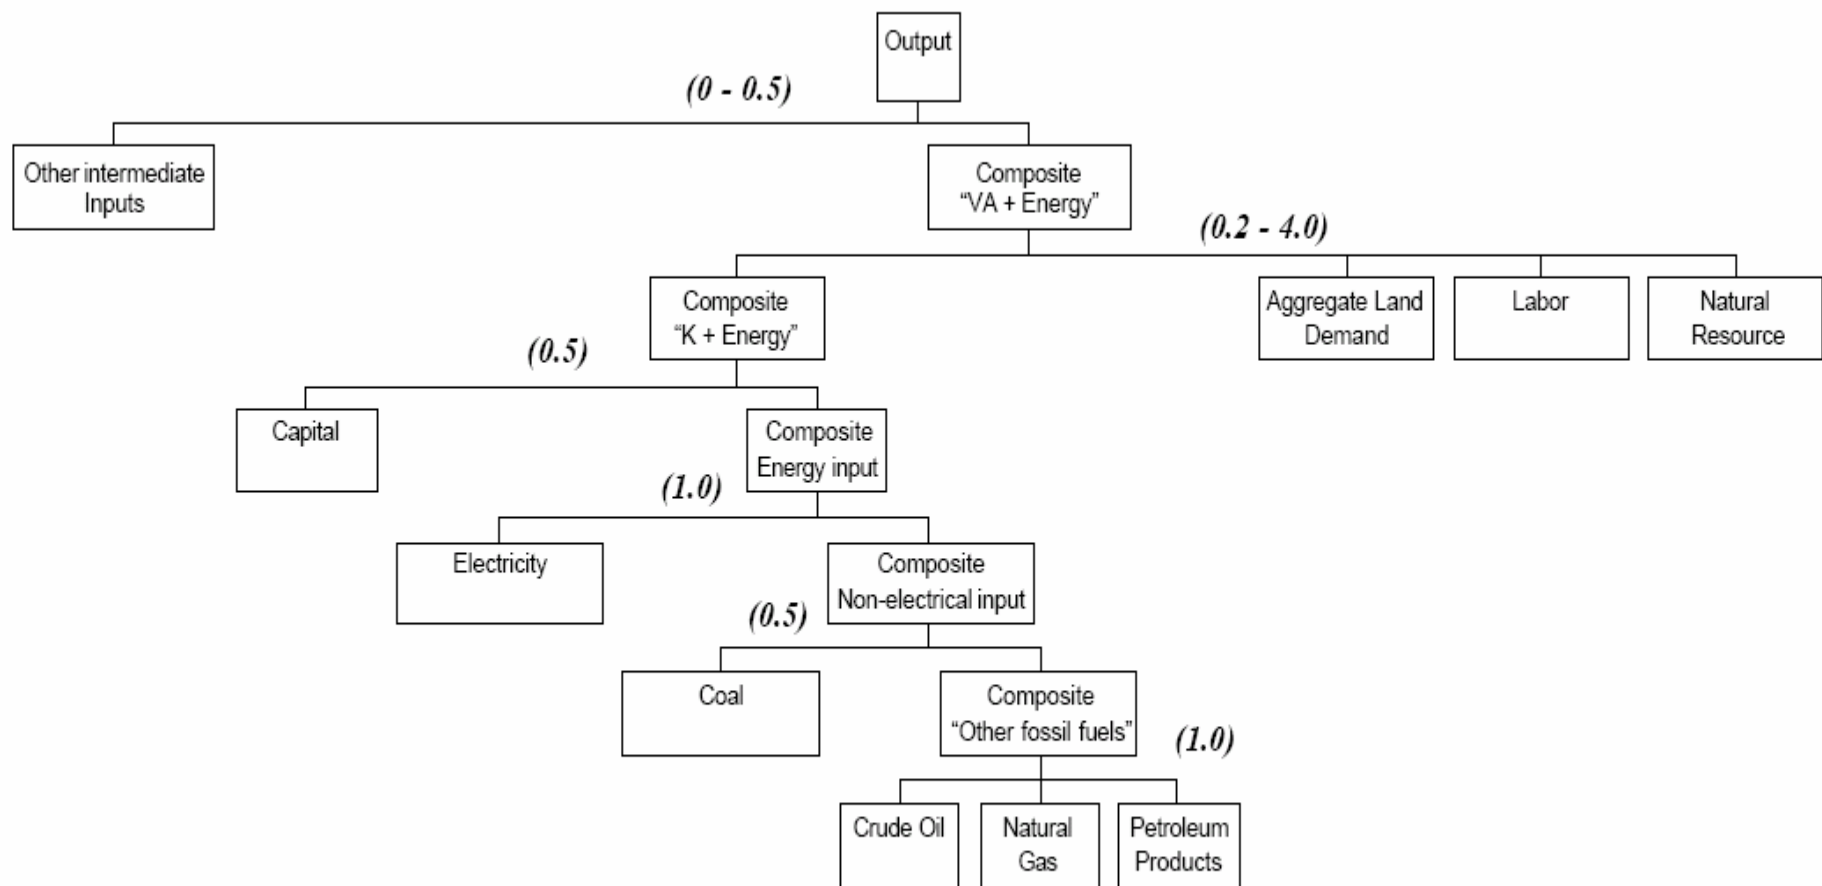 Output
(0 - 0.5)
Other intermediate
Inputs
Composite
“VA + Energy”
(0.2 - 4.0)
Composite
“K + Energy”
Aggregate Land
Demand
Labor
Natural
Resource
(0.5)
Capital
Composite
Energy input
(1.0)
Electricity
Composite
Non-electrical input
(0.5)
Coal
Composite
“Other fossil fuels”
(1.0)
Crude Oil
Natural
Gas
Petroleum
Products